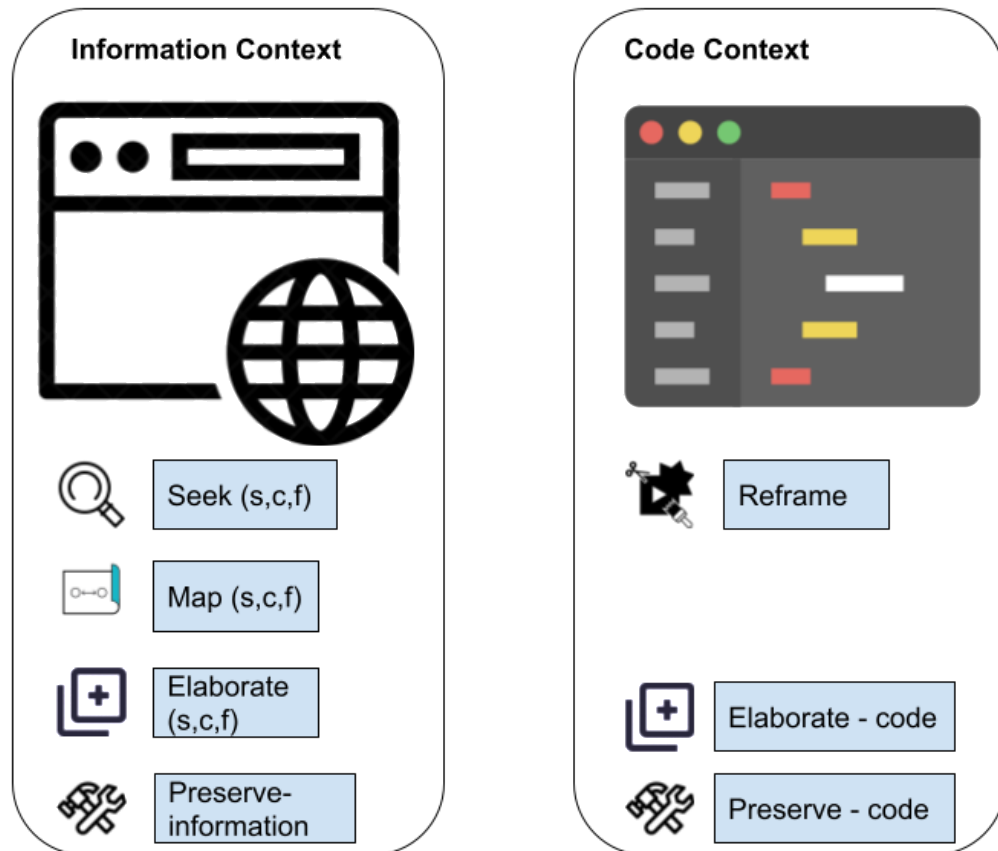 Information Context
Seek (s,c,f)
Map (s,c,f)
Elaborate
(s,c,f)
Preserve-
information
Code Context
Reframe
Elaborate - code
Preserve - code